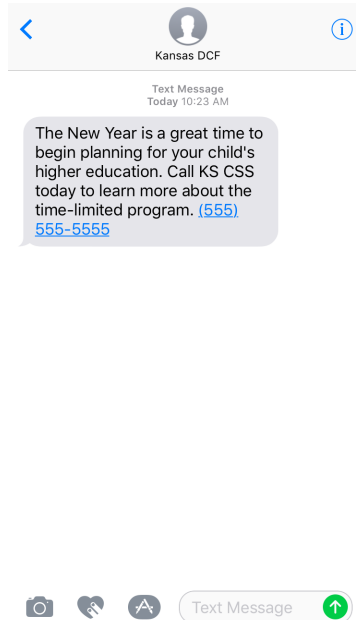 Kansas DCF
Text Message
Today 10:23 AM
The New Year is a great time to
begin planning for your child's
higher education. Call KS CSS
today to learn more about the
time-limited program. (555)
555-5555
Text Message